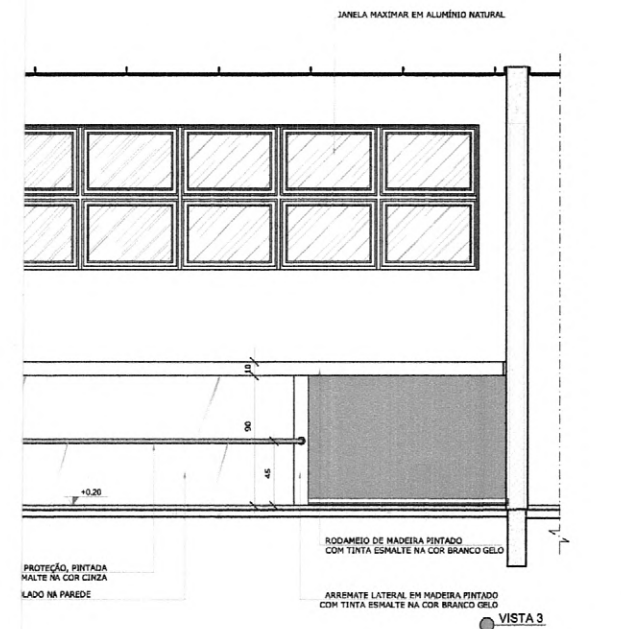 JANELA MAXIMAR EM ALUMÍNIO NATURAL
10
90
45
+0,20
RODAMEIO DE MADEIRA PINTADO
COM TINTA ESMALTE NA COR BRANCO GELO
PROTEÇÃO, PINTADA
MALTE NA COR CINZA
LADO NA PAREDE
ARREMATE LATERAL EM MADEIRA PINTADO
COM TINTA ESMALTE NA COR BRANCO GELO
VISTA 3